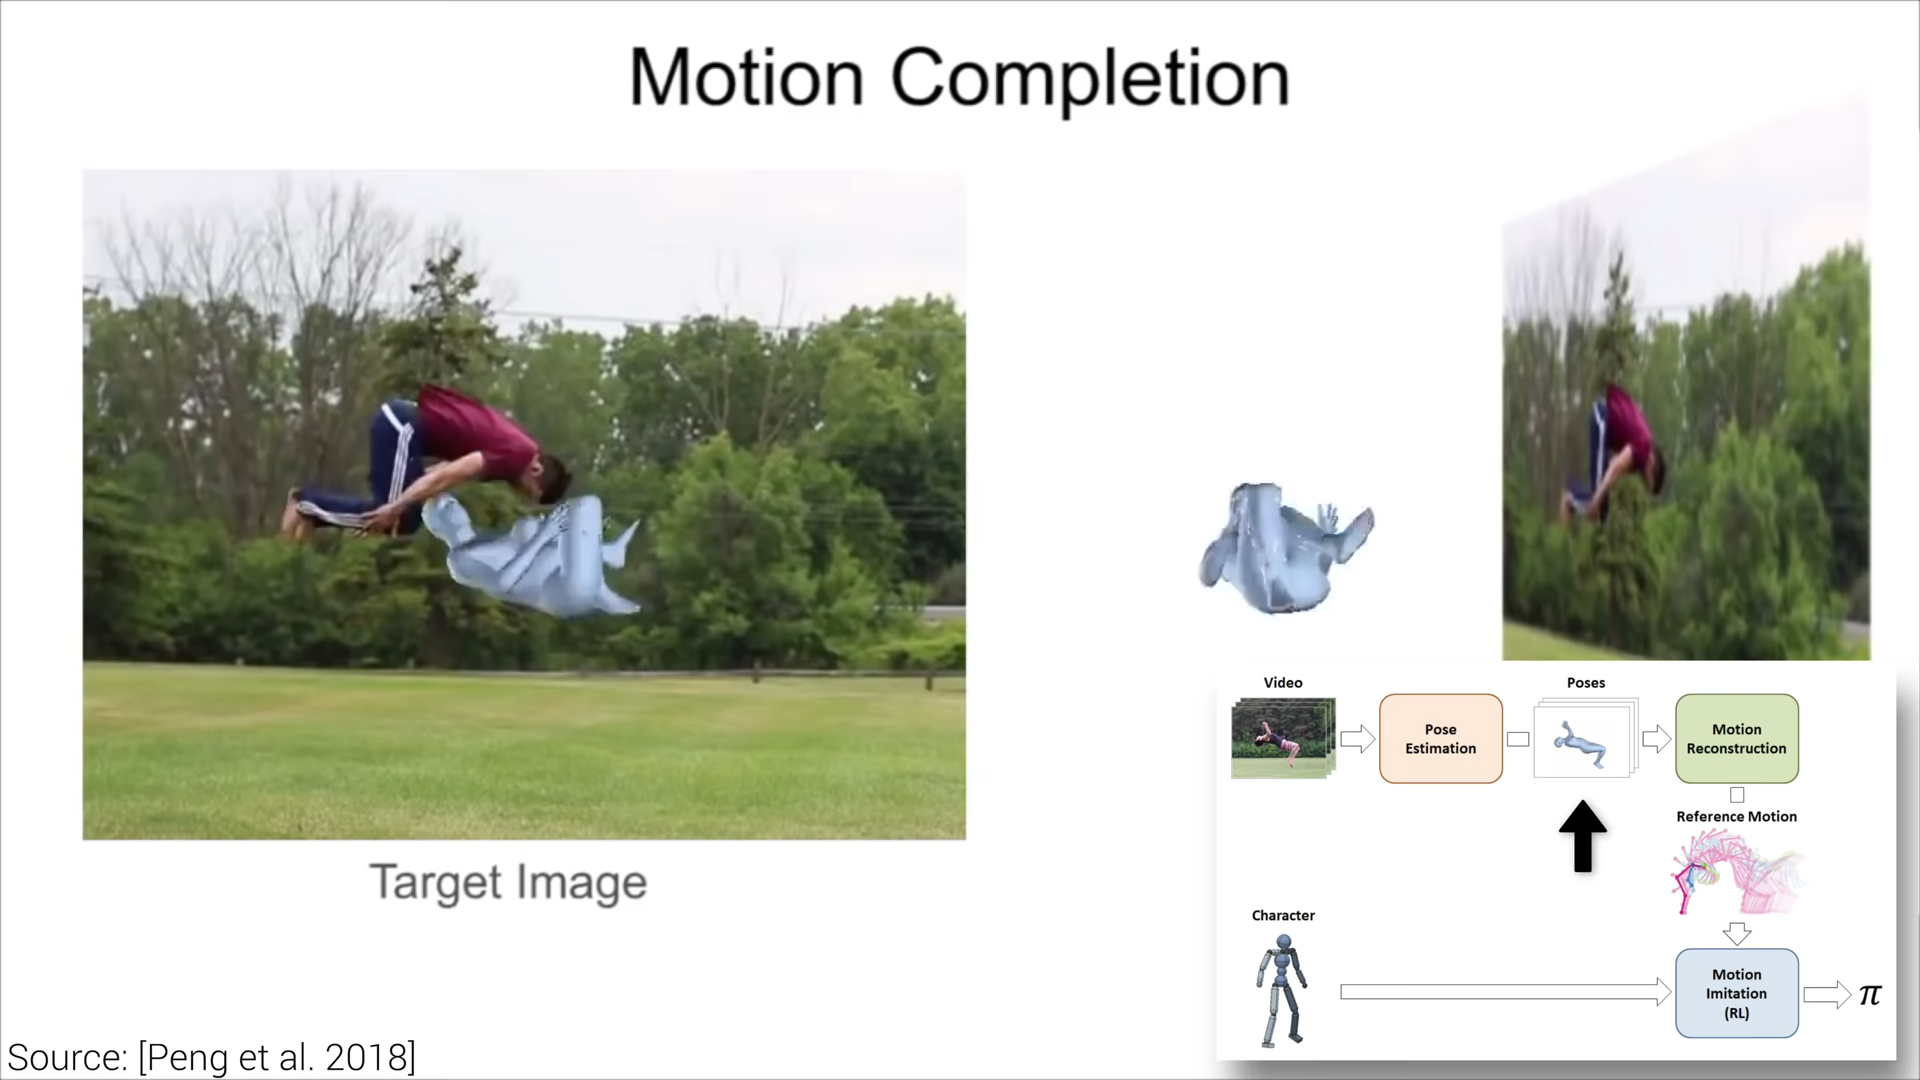 Motion Completion
Target Image
Video
Pose
Estimation
Poses
Motion
Reconstruction
Reference Motion
Character
Motion
Imitation
(RL)
π
Source: [Peng et al. 2018]